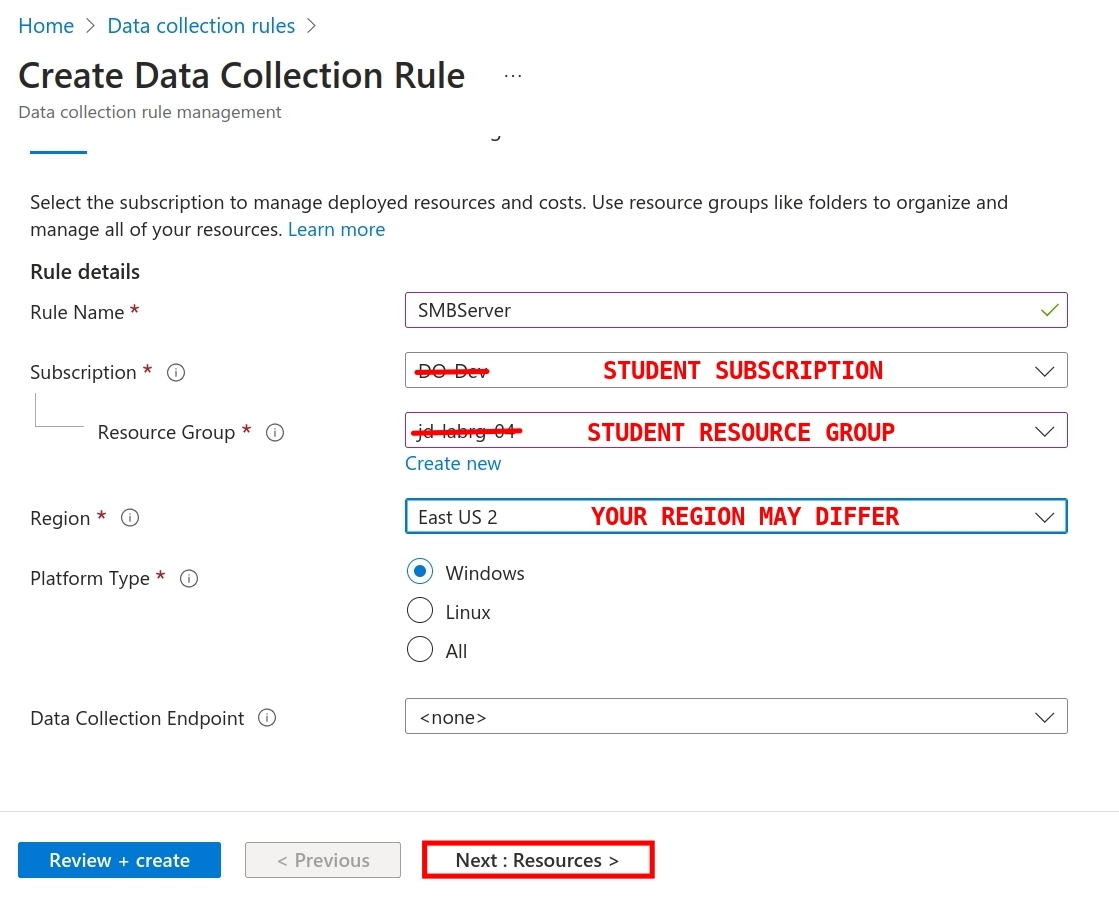 Home > Data collection rules >
Create Data Collection Rule ...
Data collection rule management
Select the subscription to manage deployed resources and costs. Use resource groups like folders to organize and
manage all of your resources. Learn more
Rule details
Rule Name *
SMBServer
Subscription *
DO-Dev STUDENT SUBSCRIPTION
Resource Group *
jd-labrg-04 STUDENT RESOURCE GROUP
Create new
Region *
East US 2 YOUR REGION MAY DIFFER
Platform Type *
Windows
Linux
All
Data Collection Endpoint
<none>
Review + create
< Previous
Next : Resources >